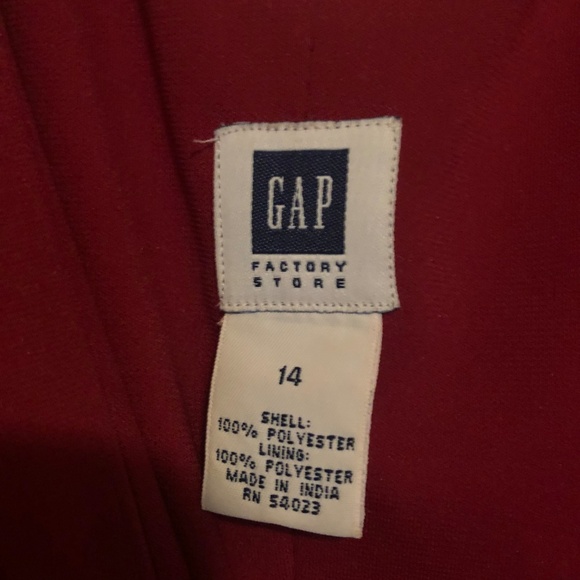 GAP
FACTORY
STORE
14
SHELL:
100% POLYESTER
LINING:
100% POLYESTER
MADE IN INDIA
RN 54023